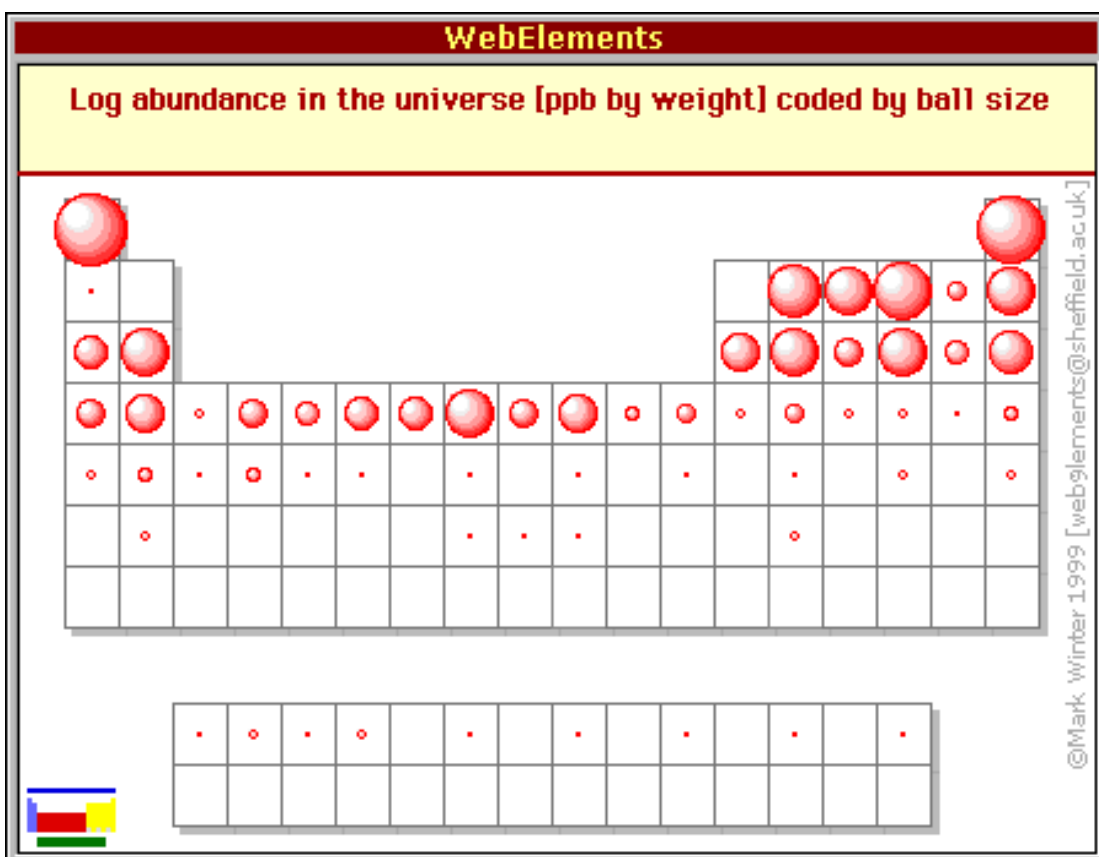 WebElements
Log abundance in the universe [ppb by weight] coded by ball size
©Mark Winter 1999 [web9lements@sheffield.ac.uk]